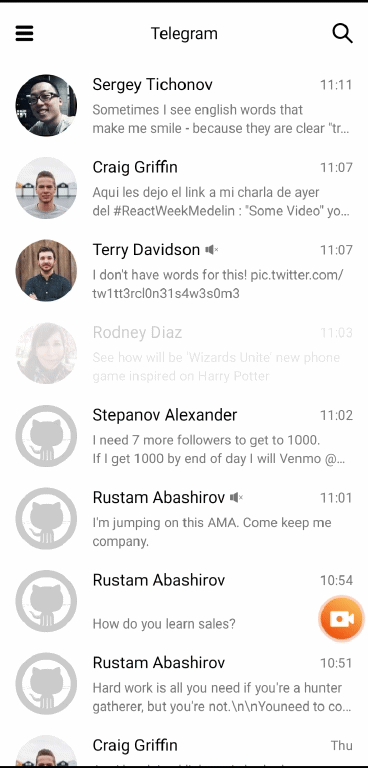 Telegram
Sergey Tichonov 11:11
Sometimes I see english words that
make me smile - because they are clear "tr...
Craig Griffin 11:07
Aqui les dejo el link a mi charla de ayer
del #ReactWeekMedelin : "Some Video" yo...
Terry Davidson 11:07
I don't have words for this! pic.twitter.com/
tw1tt3rcl0n31s4w3s0m3
Rodney Diaz 11:03
See how will be 'Wizards Unite' new phone
game inspired on Harry Potter
Stepanov Alexander 11:02
I need 7 more followers to get to 1000.
If I get 1000 by end of day I will Venmo @...
Rustam Abashirov 11:01
I'm jumping on this AMA. Come keep me
company.
Rustam Abashirov 10:54
How do you learn sales?
Rustam Abashirov 10:51
Hard work is all you need if you're a hunter
gatherer, but you're not.\n\nYouneed to co...
Craig Griffin Thu